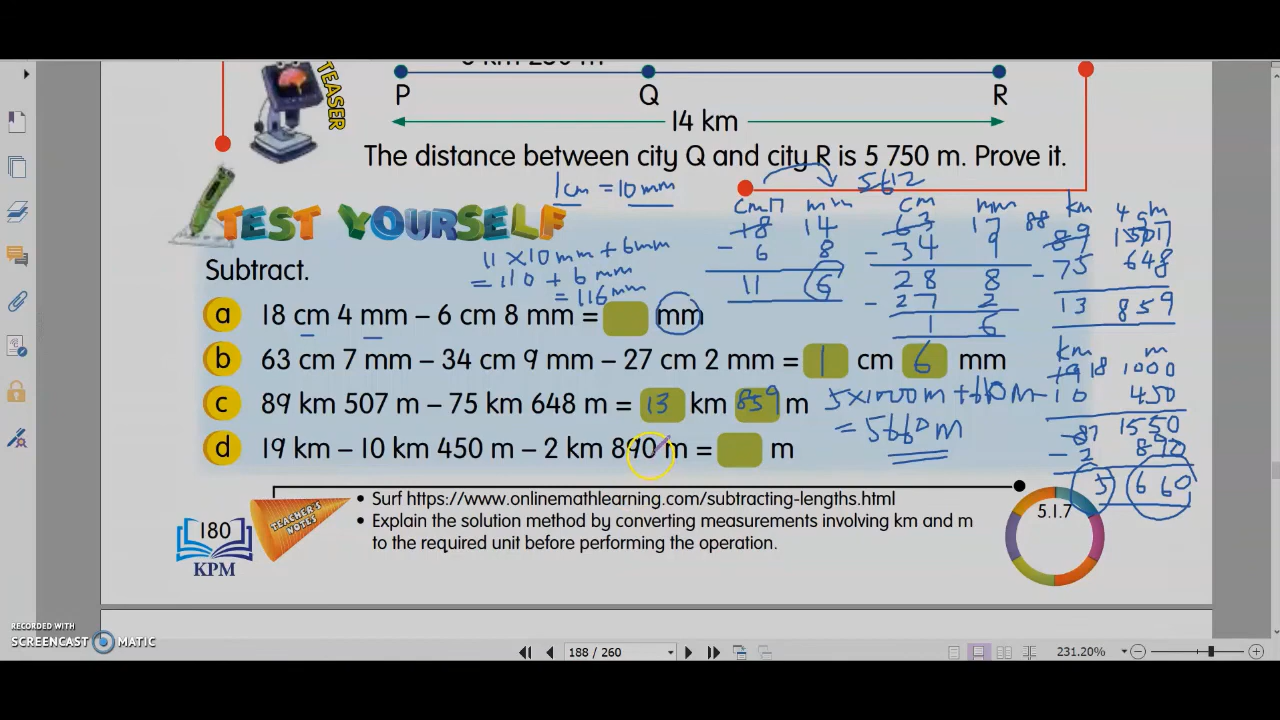 TEASER
P Q R
14 km
The distance between city Q and city R is 5 750 m. Prove it.
1cm = 10 mm
TEST YOURSELF
Subtract.
11 × 10 mm + 6 mm
= 110 + 6 mm
= 116 mm
cm mm
18 14
- 6 8
11 6
5612
cm mm
63 17
- 34 9
28 8
- 27 2
1 6
88 km m
89
- 75 648
13 859
a 18 cm 4 mm – 6 cm 8 mm = mm
b 63 cm 7 mm – 34 cm 9 mm – 27 cm 2 mm = 1 cm 6 mm
c 89 km 507 m – 75 km 648 m = 13 km 859 m
d 19 km – 10 km 450 m – 2 km 890 m = m
5×1000m + 660 m
= 5660 m
km m
19 18 1000
- 10 450
87 1550
- 2 890
5 660
TEACHER'S NOTES
• Surf https://www.onlinemathlearning.com/subtracting-lengths.html
• Explain the solution method by converting measurements involving km and m
to the required unit before performing the operation.
180
KPM
5.1.7
RECORDED WITH
SCREENCAST MATIC
188 / 260
231.20%